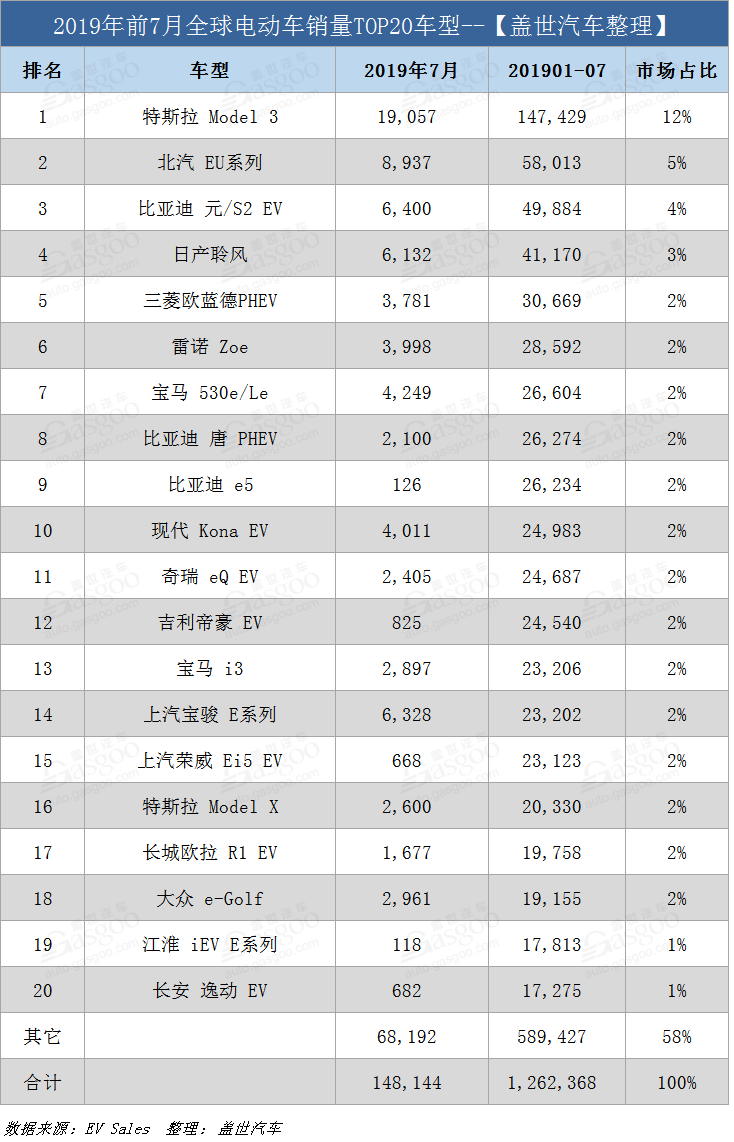 2019年前7月全球电动车销量TOP20车型--【盖世汽车整理】
排名 车型 2019年7月 201901-07 市场占比
1 特斯拉 Model 3 19,057 147,429 12%
2 北汽 EU系列 8,937 58,013 5%
3 比亚迪 元/S2 EV 6,400 49,884 4%
4 日产聆风 6,132 41,170 3%
5 三菱欧蓝德PHEV 3,781 30,669 2%
6 雷诺 Zoe 3,998 28,592 2%
7 宝马 530e/Le 4,249 26,604 2%
8 比亚迪 唐 PHEV 2,100 26,274 2%
9 比亚迪 e5 126 26,234 2%
10 现代 Kona EV 4,011 24,983 2%
11 奇瑞 eQ EV 2,405 24,687 2%
12 吉利帝豪 EV 825 24,540 2%
13 宝马 i3 2,897 23,206 2%
14 上汽宝骏 E系列 6,328 23,202 2%
15 上汽荣威 Ei5 EV 668 23,123 2%
16 特斯拉 Model X 2,600 20,330 2%
17 长城欧拉 R1 EV 1,677 19,758 2%
18 大众 e-Golf 2,961 19,155 2%
19 江淮 iEV E系列 118 17,813 1%
20 长安 逸动 EV 682 17,275 1%
其它 68,192 589,427 58%
合计 148,144 1,262,368 100%
数据来源：EV Sales 整理：盖世汽车